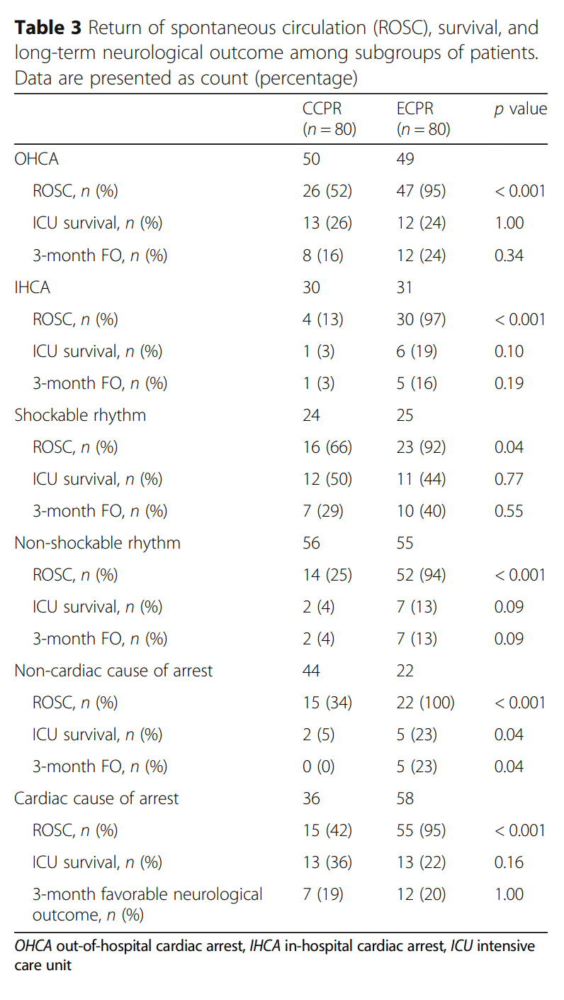 Table 3 Return of spontaneous circulation (ROSC), survival, and
long-term neurological outcome among subgroups of patients.
Data are presented as count (percentage)
CCPR ECPR p value
(n = 80) (n = 80)
OHCA 50 49
ROSC, n (%) 26 (52) 47 (95) < 0.001
ICU survival, n (%) 13 (26) 12 (24) 1.00
3-month FO, n (%) 8 (16) 12 (24) 0.34
IHCA 30 31
ROSC, n (%) 4 (13) 30 (97) < 0.001
ICU survival, n (%) 1 (3) 6 (19) 0.10
3-month FO, n (%) 1 (3) 5 (16) 0.19
Shockable rhythm 24 25
ROSC, n (%) 16 (66) 23 (92) 0.04
ICU survival, n (%) 12 (50) 11 (44) 0.77
3-month FO, n (%) 7 (29) 10 (40) 0.55
Non-shockable rhythm 56 55
ROSC, n (%) 14 (25) 52 (94) < 0.001
ICU survival, n (%) 2 (4) 7 (13) 0.09
3-month FO, n (%) 2 (4) 7 (13) 0.09
Non-cardiac cause of arrest 44 22
ROSC, n (%) 15 (34) 22 (100) < 0.001
ICU survival, n (%) 2 (5) 5 (23) 0.04
3-month FO, n (%) 0 (0) 5 (23) 0.04
Cardiac cause of arrest 36 58
ROSC, n (%) 15 (42) 55 (95) < 0.001
ICU survival, n (%) 13 (36) 13 (22) 0.16
3-month favorable neurological 7 (19) 12 (20) 1.00
outcome, n (%)
OHCA out-of-hospital cardiac arrest, IHCA in-hospital cardiac arrest, ICU intensive
care unit